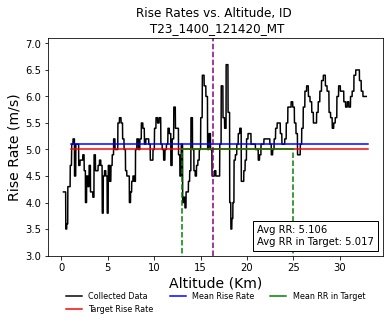 Rise Rates vs. Altitude, ID
T23_1400_121420_MT
Rise Rate (m/s)
7.0
6.5
6.0
5.5
5.0
4.5
4.0
3.5
3.0
Avg RR: 5.106
Avg RR in Target: 5.017
0 5 10 15 20 25 30
Altitude (Km)
Collected Data Mean Rise Rate Mean RR in Target
Target Rise Rate